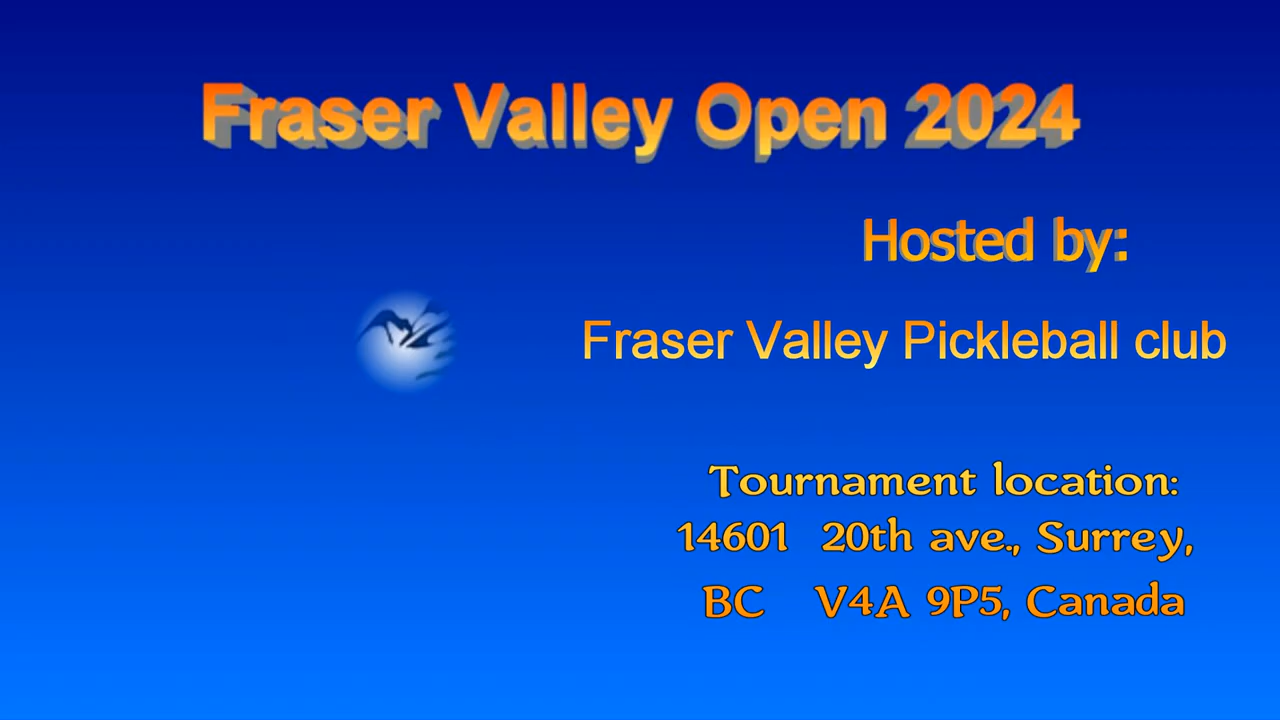 Fraser Valley Open 2024
Hosted by:
Fraser Valley Pickleball club
Tournament location:
14601 20th ave., Surrey,
BC V4A 9P5, Canada